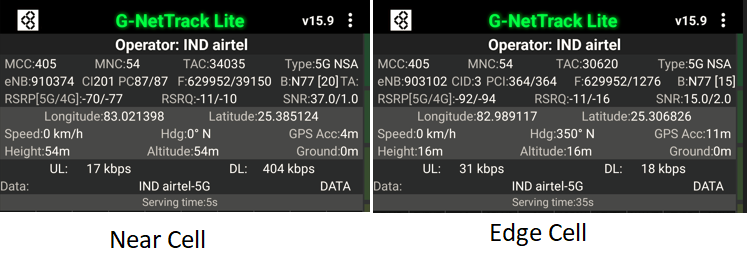 G-NetTrack Lite v15.9
Operator: IND airtel
MCC:405 MNC:54 TAC:34035 Type:5G NSA
eNB:910374 CI201 PC87/87 F:629952/39150 B:N77 [20] TA:
RSRP[5G/4G]:-70/-77 RSRQ:-11/-10 SNR:37.0/1.0
Longitude:83.021398 Latitude:25.385124
Speed:0 km/h Hdg:0° N GPS Acc:4m
Height:54m Altitude:54m Ground:0m
UL: 17 kbps DL: 404 kbps
Data: IND airtel-5G DATA
Serving time:5s
Near Cell
G-NetTrack Lite v15.9
Operator: IND airtel
MCC:405 MNC:54 TAC:30620 Type:5G NSA
eNB:903102 CID:3 PCI:364/364 F:629952/1276 B:N77 [15]
RSRP[5G/4G]:-92/-94 RSRQ:-11/-16 SNR:15.0/2.0
Longitude:82.989117 Latitude:25.306826
Speed:0 km/h Hdg:350° N GPS Acc:11m
Height:16m Altitude:16m Ground:0m
UL: 31 kbps DL: 18 kbps
Data: IND airtel-5G DATA
Serving time:35s
Edge Cell